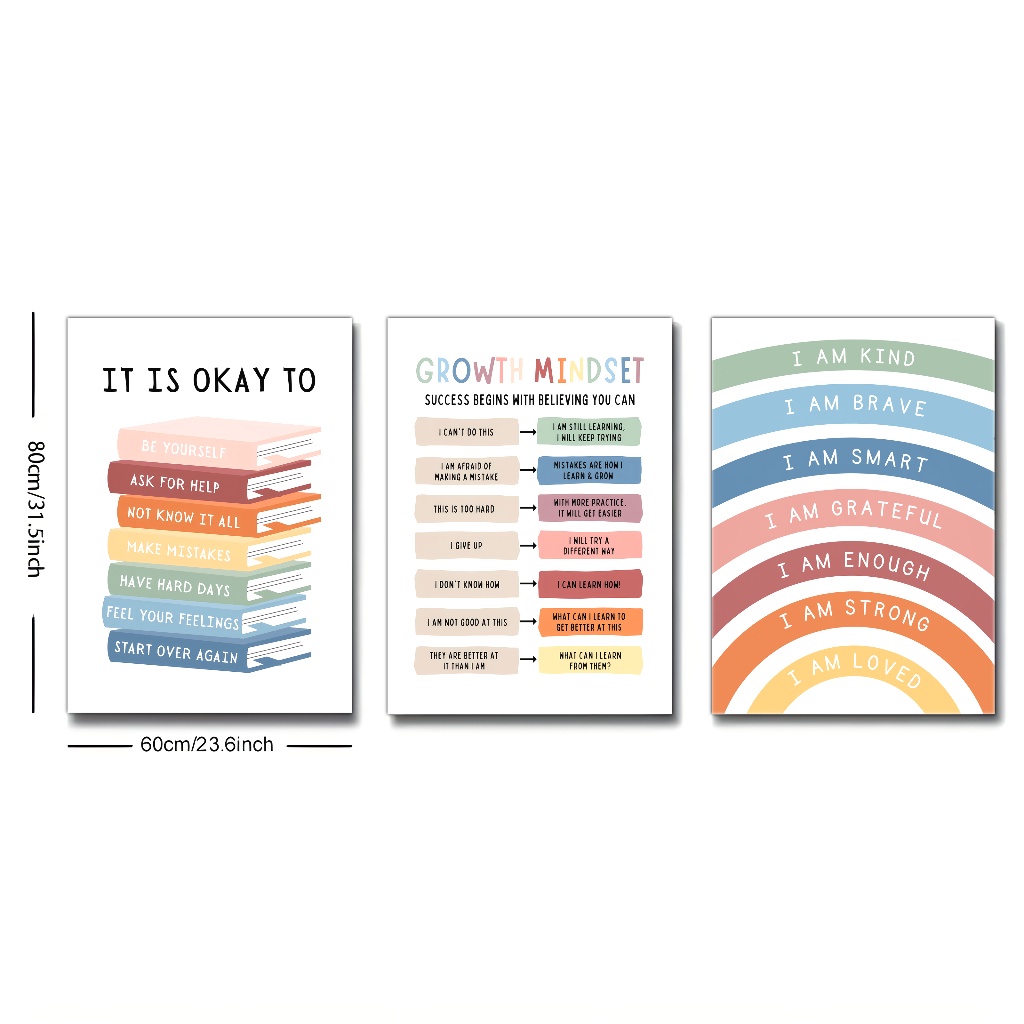 80cm/31.5inch
60cm/23.6inch
IT IS OKAY TO
BE YOURSELF
ASK FOR HELP
NOT KNOW IT ALL
MAKE MISTAKES
HAVE HARD DAYS
FEEL YOUR FEELINGS
START OVER AGAIN
GROWTH MINDSET
SUCCESS BEGINS WITH BELIEVING YOU CAN
I CAN'T DO THIS
I AM STILL LEARNING,
I WILL KEEP TRYING
I AM AFRAID OF
MAKING A MISTAKE
MISTAKES ARE HOW I
LEARN & GROW
THIS IS TOO HARD
WITH MORE PRACTICE,
IT WILL GET EASIER
I GIVE UP
I WILL TRY A
DIFFERENT WAY
I DON'T KNOW HOW
I CAN LEARN HOW!
I AM NOT GOOD AT THIS
WHAT CAN I LEARN TO
GET BETTER AT THIS
THEY ARE BETTER AT
IT THAN I AM
WHAT CAN I LEARN
FROM THEM?
I AM KIND
I AM BRAVE
I AM SMART
I AM GRATEFUL
I AM ENOUGH
I AM STRONG
I AM LOVED